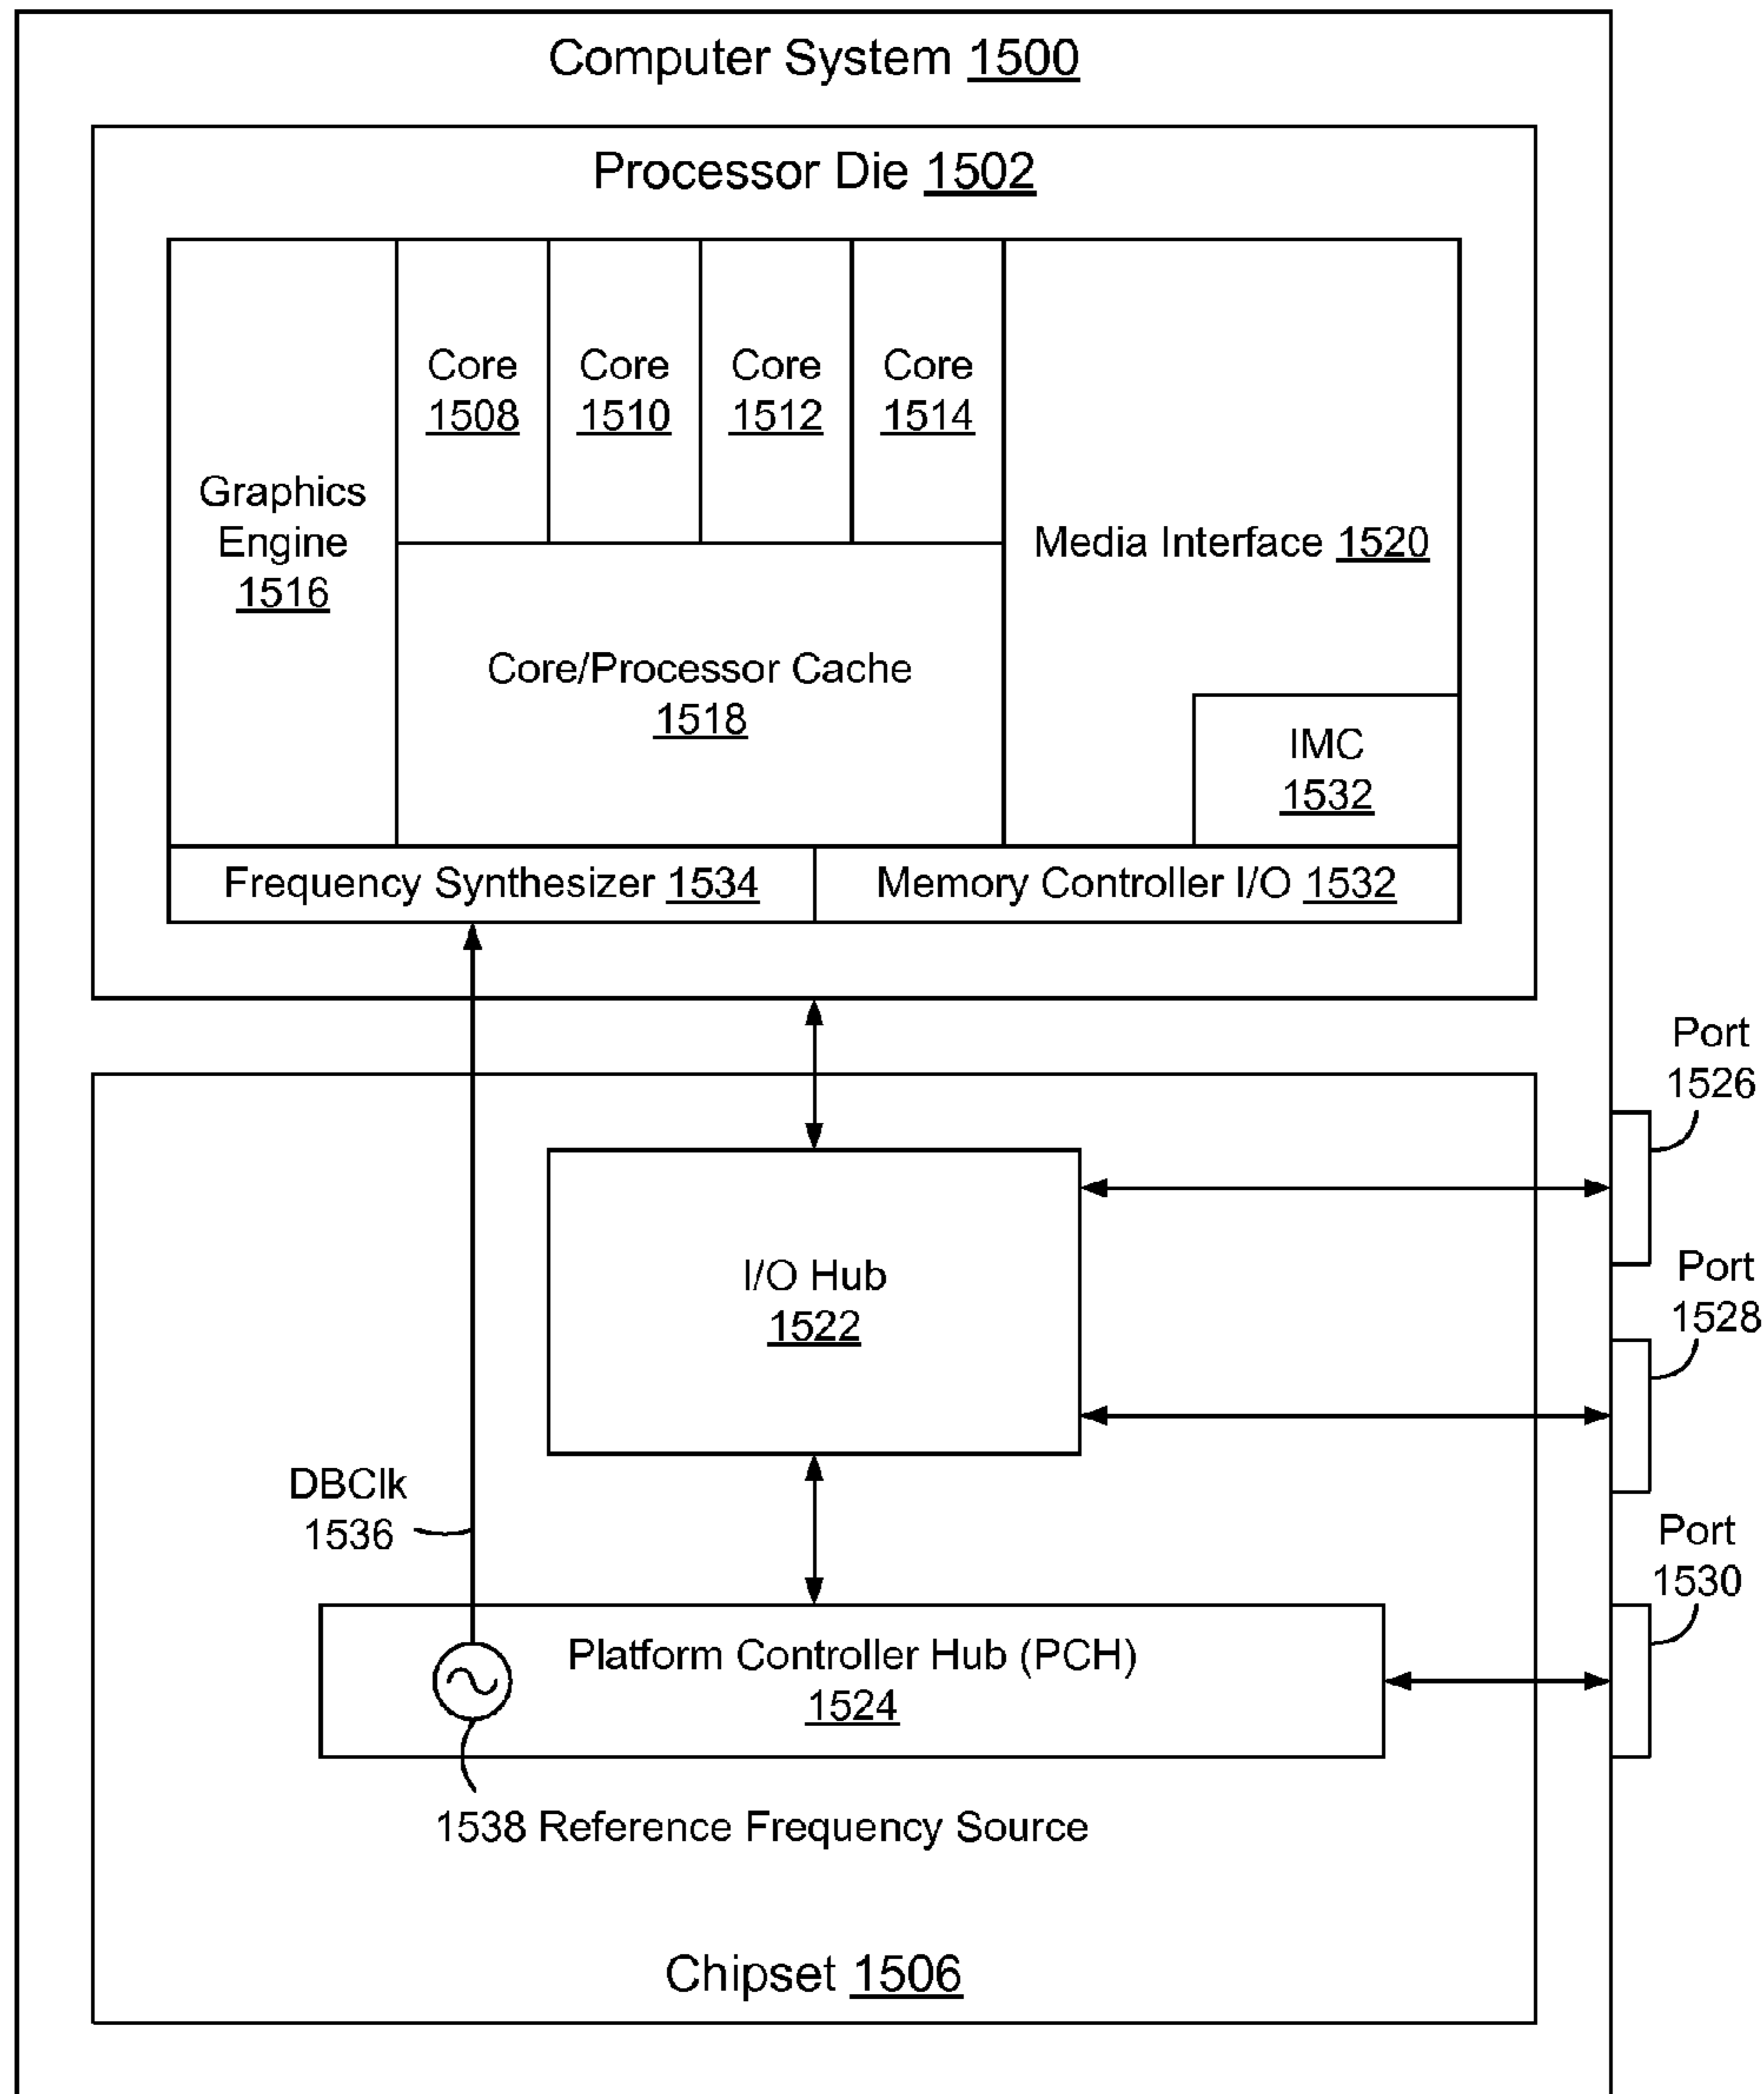 Computer System 1500
Processor Die 1502
Graphics
Engine
1516
Core
1508
Core
1510
Core
1512
Core
1514
Media Interface 1520
Core/Processor Cache
1518
IMC
1532
Frequency Synthesizer 1534
Memory Controller I/O 1532
Port
1526
I/O Hub
1522
Port
1528
DBClk
1536
Port
1530
Platform Controller Hub (PCH)
1524
1538 Reference Frequency Source
Chipset 1506